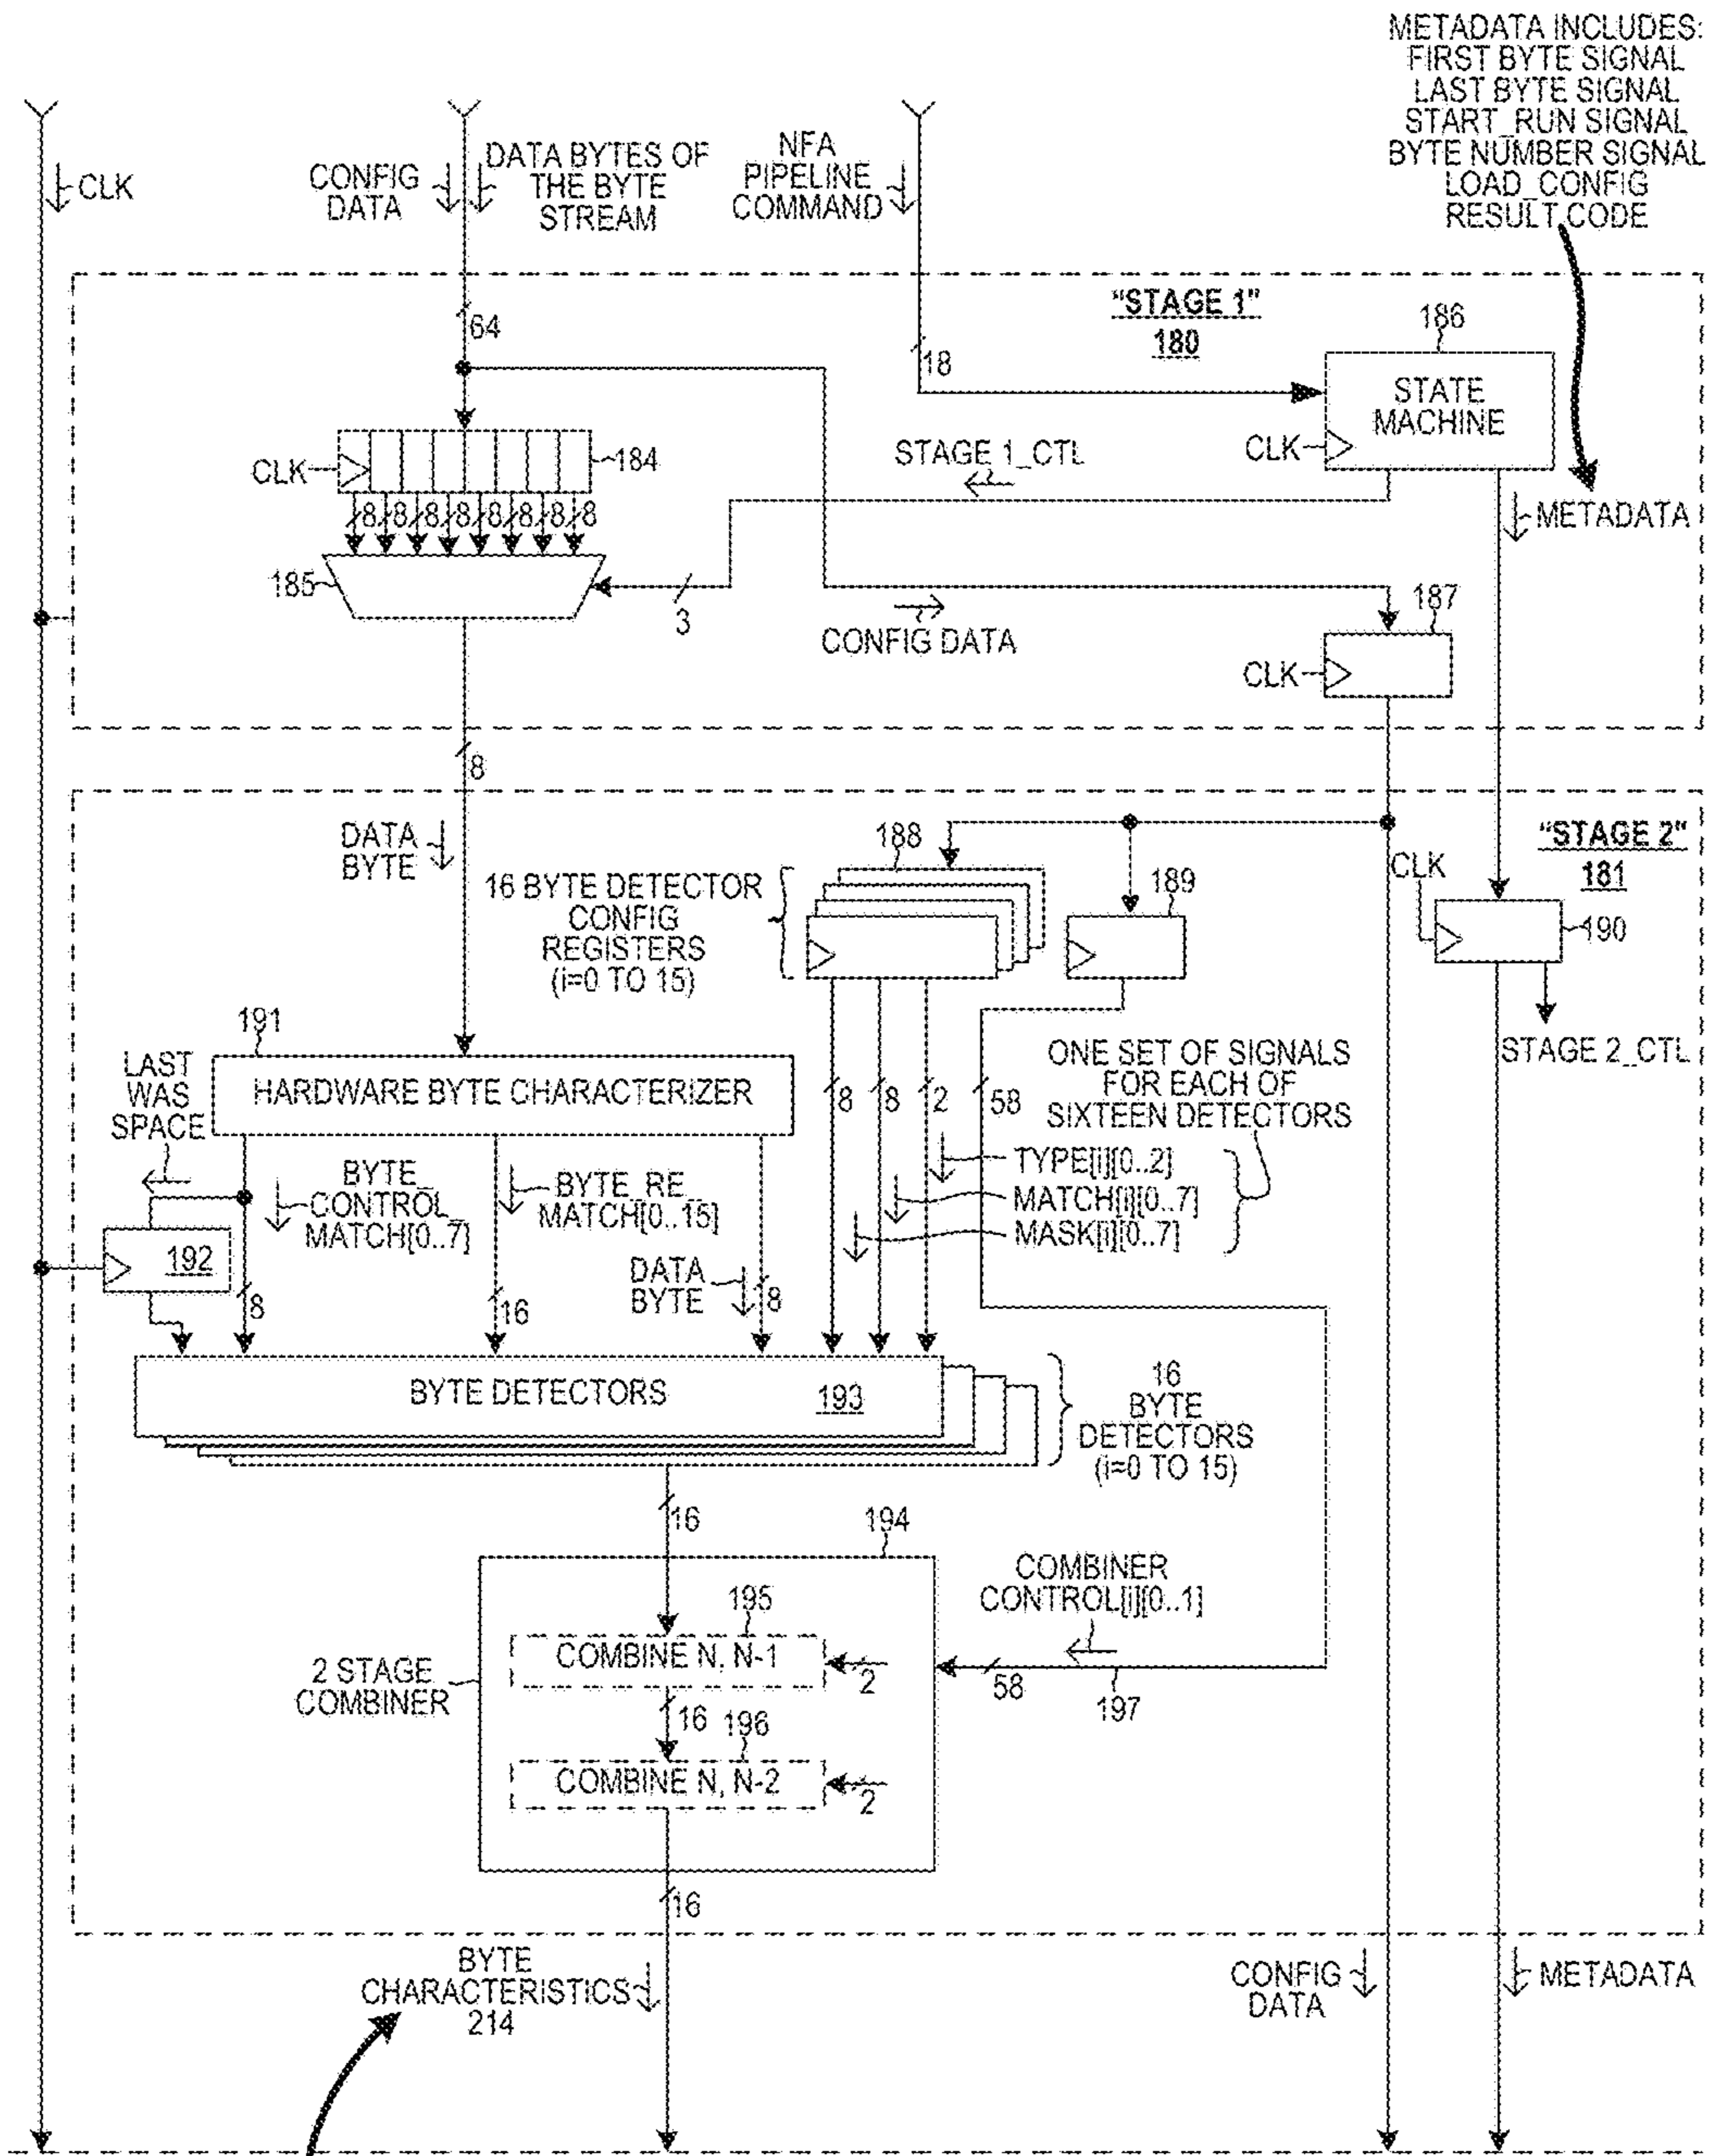 METADATA INCLUDES:
FIRST BYTE SIGNAL
LAST BYTE SIGNAL
START_RUN SIGNAL
BYTE NUMBER SIGNAL
LOAD_CONFIG
RESULT CODE
CLK
CONFIG
DATA
DATA BYTES OF
THE BYTE
STREAM
NFA
PIPELINE
COMMAND
64
18
"STAGE 1"
180
186
STATE
MACHINE
CLK
CLK
184
STAGE 1_CTL
METADATA
8 8 8 8 8 8 8 8
185
3
CONFIG DATA
187
CLK
8
DATA
BYTE
188
16 BYTE DETECTOR
CONFIG
REGISTERS
(i=0 TO 15)
189
"STAGE 2"
181
CLK
190
STAGE 2_CTL
191
HARDWARE BYTE CHARACTERIZER
LAST
WAS
SPACE
8
8
2
58
ONE SET OF SIGNALS
FOR EACH OF
SIXTEEN DETECTORS
TYPE[i][0..2]
MATCH[i][0..7]
MASK[i][0..7]
BYTE_
CONTROL_
MATCH[0..7]
BYTE_RE_
MATCH[0..15]
192
8
16
DATA
BYTE
8
BYTE DETECTORS
193
16
BYTE
DETECTORS
(i=0 TO 15)
16
194
195
COMBINE N, N-1
2
2 STAGE
COMBINER
COMBINER
CONTROL[i][0..1]
58
197
16
196
COMBINE N, N-2
2
16
BYTE
CHARACTERISTICS
214
CONFIG
DATA
METADATA